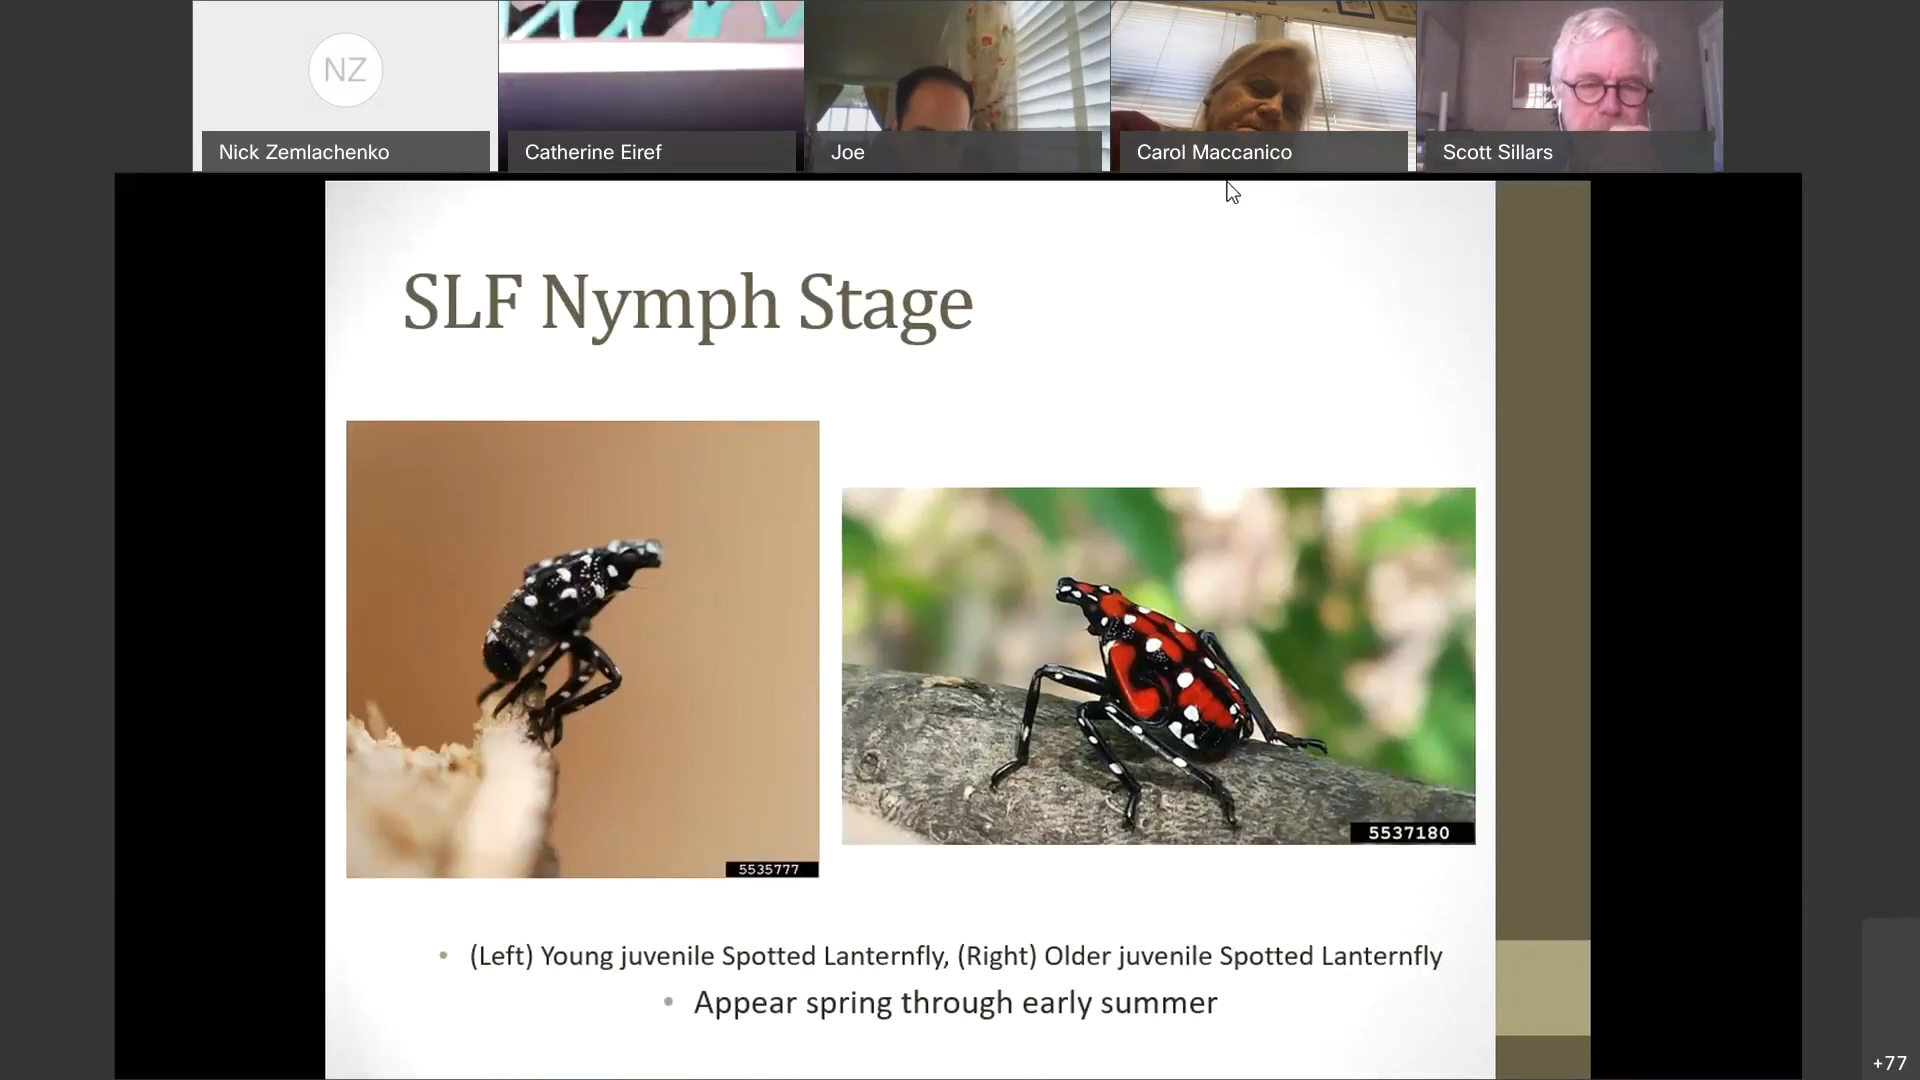 NZ
Nick Zemlachenko
Catherine Eiref
Joe
Carol Maccanico
Scott Sillars
SLF Nymph Stage
5535777
5537180
• (Left) Young juvenile Spotted Lanternfly, (Right) Older juvenile Spotted Lanternfly
• Appear spring through early summer
+77